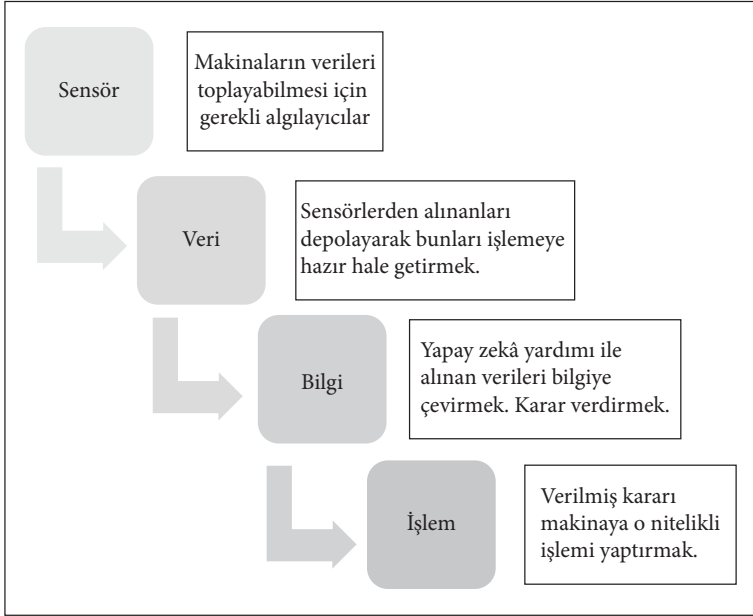 Sensör
Makinaların verileri
toplayabilmesi için
gerekli algılayıcılar
Veri
Sensörlerden alınanları
depolayarak bunları işlemeye
hazır hale getirmek.
Bilgi
Yapay zekâ yardımı ile
alınan verileri bilgiye
çevirmek. Karar verdirmek.
İşlem
Verilmiş kararı
makinaya o nitelikli
işlemi yaptırmak.